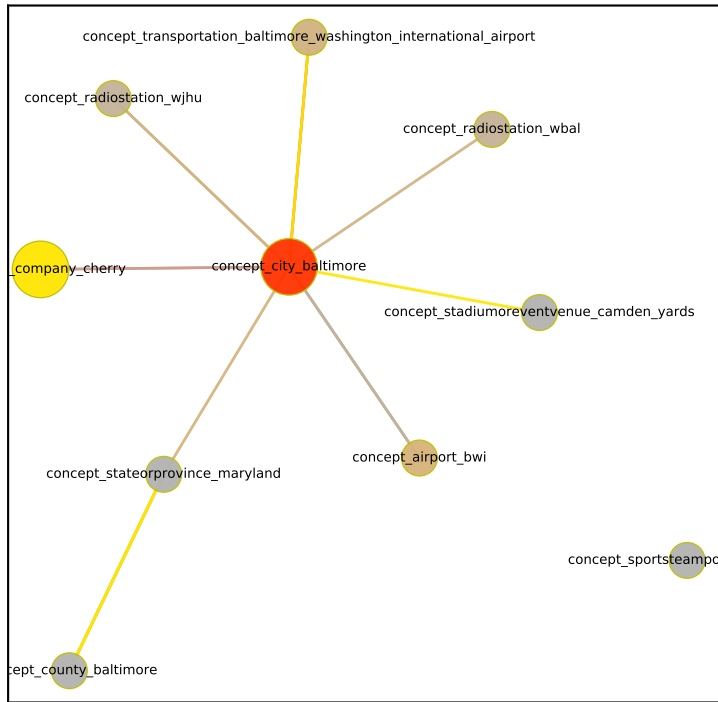 concept_transportation_baltimore_washington_international_airport
concept_radiostation_wjhu
concept_radiostation_wbal
_company_cherry
concept_city_baltimore
concept_stadiumoreventvenue_camden_yards
concept_airport_bwi
concept_stateorprovince_maryland
concept_sportsteampo
cept_county_baltimore